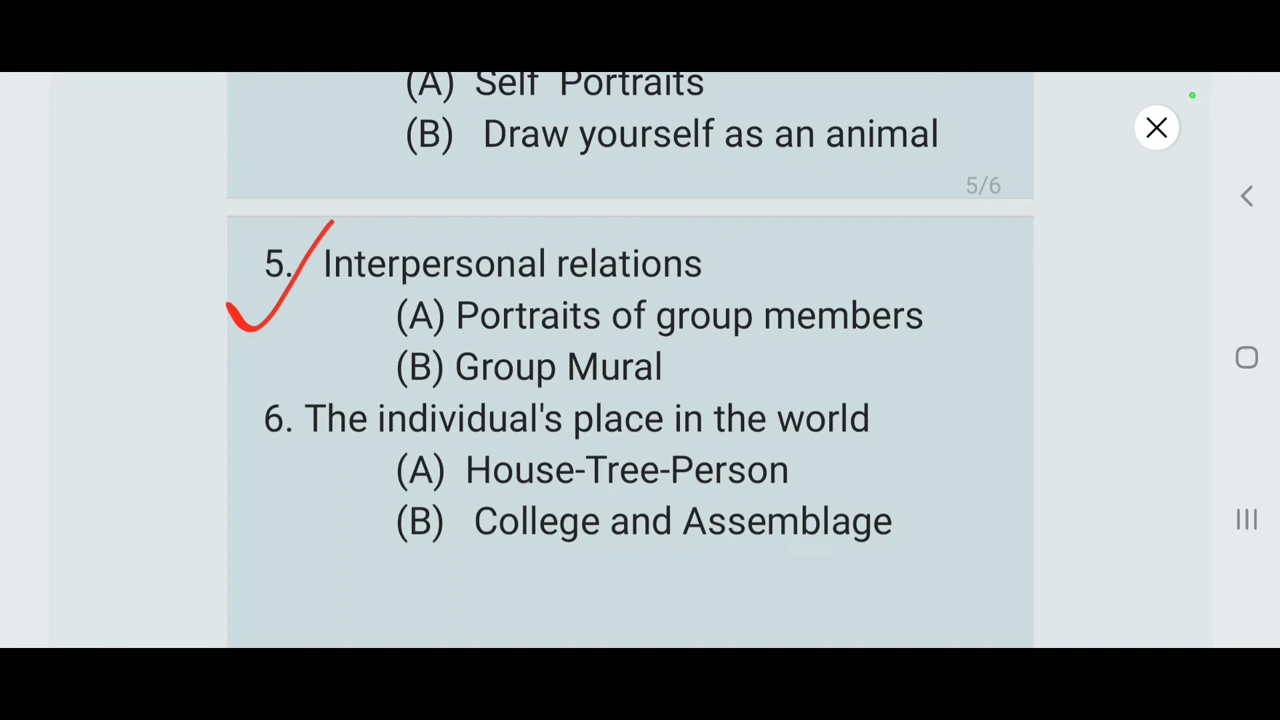 (A) Self Portraits
(B) Draw yourself as an animal
5/6
5. Interpersonal relations
(A) Portraits of group members
(B) Group Mural
6. The individual's place in the world
(A) House-Tree-Person
(B) College and Assemblage